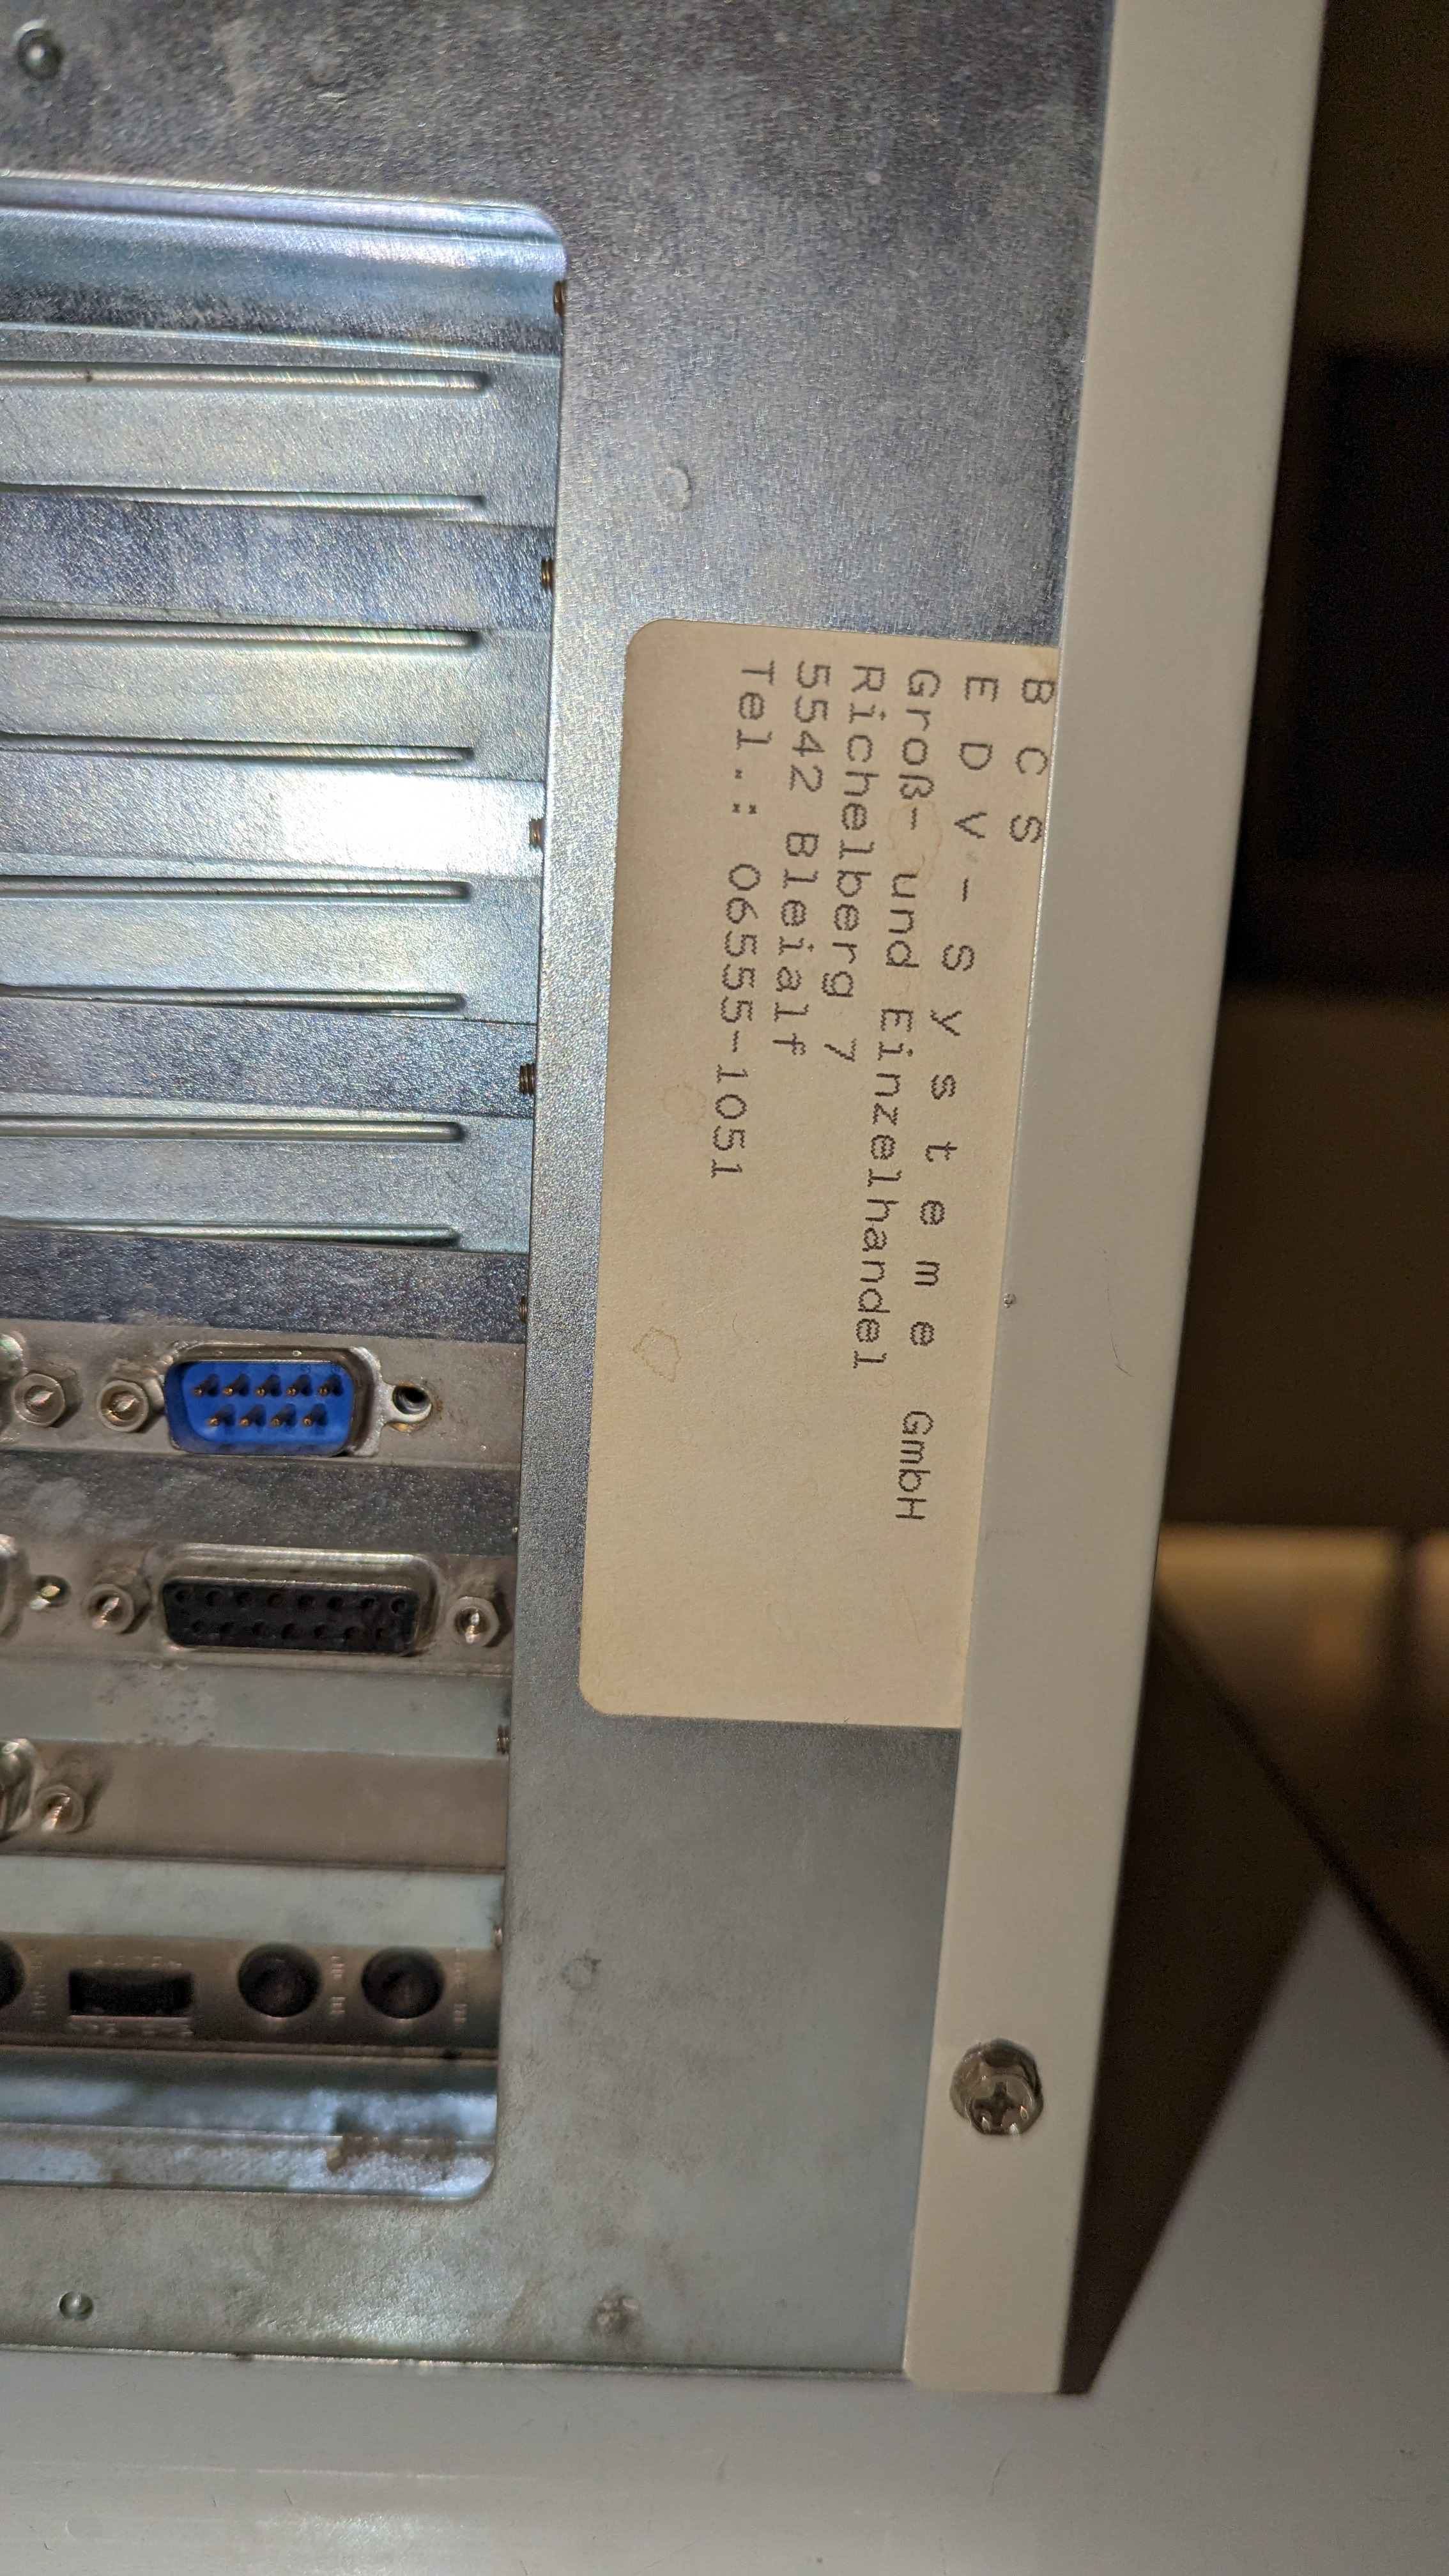 B C S
E D V - S y s t e m e  GmbH
Groß- und Einzelhandel
Richelberg 7
5542 Bleialf
Tel.: 06555-1051